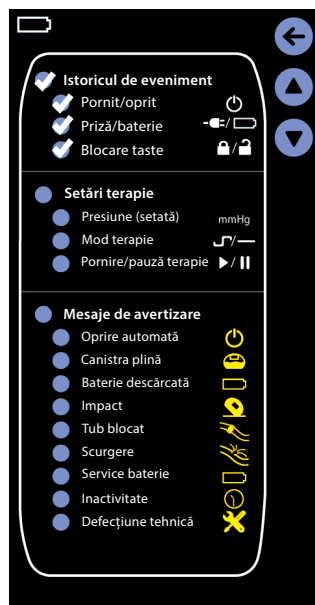 Istoricul de eveniment
Pornit/oprit
Priză/baterie
Blocare taste
Setări terapie
Presiune (setată) mmHg
Mod terapie
Pornire/pauză terapie
Mesaje de avertizare
Oprire automată
Canistra plină
Baterie descărcată
Impact
Tub blocat
Scurgere
Service baterie
Inactivitate
Defecțiune tehnică